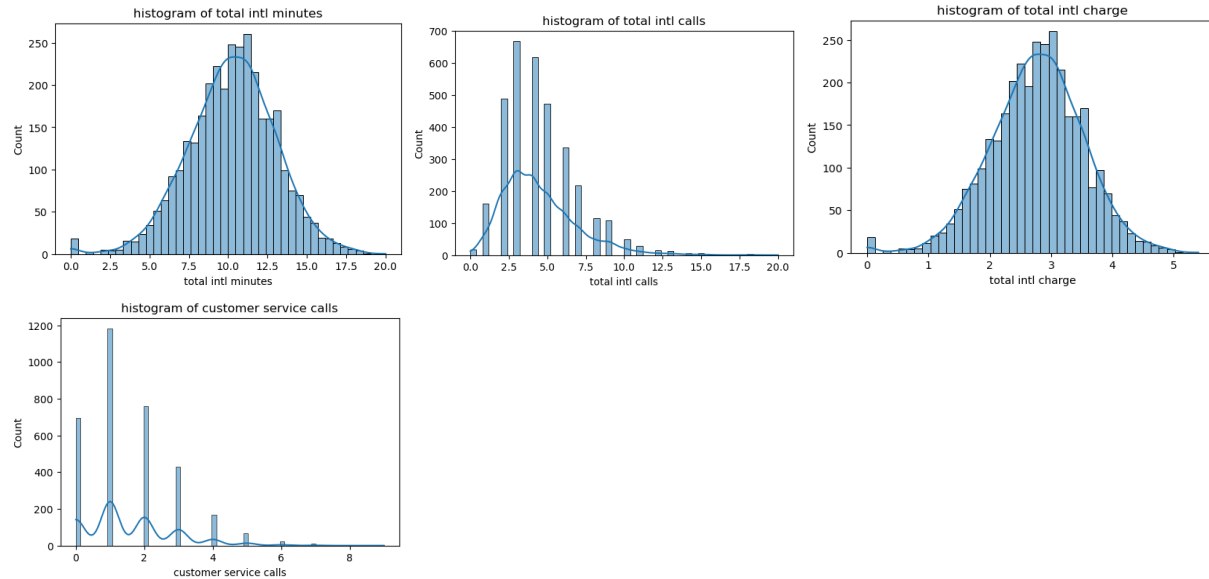 histogram of total intl minutes
250
200
150
100
50
0
Count
0.0 2.5 5.0 7.5 10.0 12.5 15.0 17.5 20.0
total intl minutes
histogram of total intl calls
700
600
500
400
300
200
100
0
Count
0.0 2.5 5.0 7.5 10.0 12.5 15.0 17.5 20.0
total intl calls
histogram of total intl charge
250
200
150
100
50
0
Count
0 1 2 3 4 5
total intl charge
histogram of customer service calls
1200
1000
800
600
400
200
0
Count
0 2 4 6 8
customer service calls